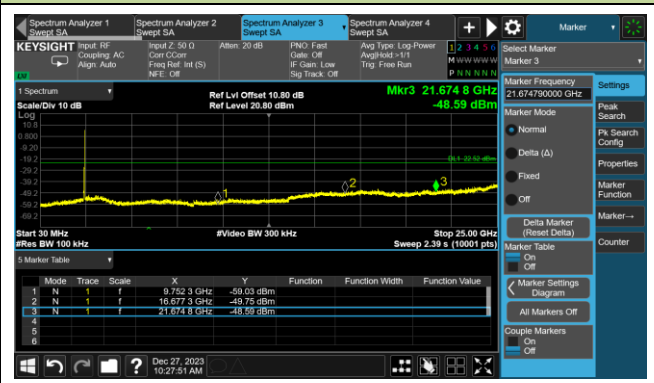 Spectrum Analyzer 1
Swept SA
Spectrum Analyzer 2
Swept SA
Spectrum Analyzer 3
Swept SA
Spectrum Analyzer 4
Swept SA
Marker
KEYSIGHT
Input: RF
Coupling: AC
Align: Auto
Input Z: 50 Ω
Corr CCorr
Freq Ref: Int (S)
NFE: Off
Atten: 20 dB
PNO: Fast
Gate: Off
IF Gain: Low
Sig Track: Off
Avg Type: Log-Power
Avg|Hold:>1/1
Trig: Free Run
1 2 3 4 5 6
M W W W W W
P N N N N N
LXI
1 Spectrum
Scale/Div 10 dB
Log
Ref Lvl Offset 10.80 dB
Ref Level 20.80 dBm
Mkr3 21.674 8 GHz
-48.59 dBm
10.8
0.800
-9.20
-19.2
-29.2
-39.2
-49.2
-59.2
-69.2
DL1 -22.52 dBm
1
2
3
Start 30 MHz
#Res BW 100 kHz
#Video BW 300 kHz
Stop 25.00 GHz
Sweep 2.39 s (10001 pts)
5 Marker Table
Mode Trace Scale X Y Function Function Width Function Value
1 N 1 f 9.752 3 GHz -59.03 dBm
2 N 1 f 16.677 3 GHz -49.75 dBm
3 N 1 f 21.674 8 GHz -48.59 dBm
4
5
6
Dec 27, 2023
10:27:51 AM
Select Marker
Marker 3
Marker Frequency
21.674790000 GHz
Marker Mode
Normal
Delta (Δ)
Fixed
Off
Delta Marker
(Reset Delta)
Marker Table
On
Off
Marker Settings
Diagram
All Markers Off
Couple Markers
On
Off
Settings
Peak
Search
Pk Search
Config
Properties
Marker
Function
Marker→
Counter